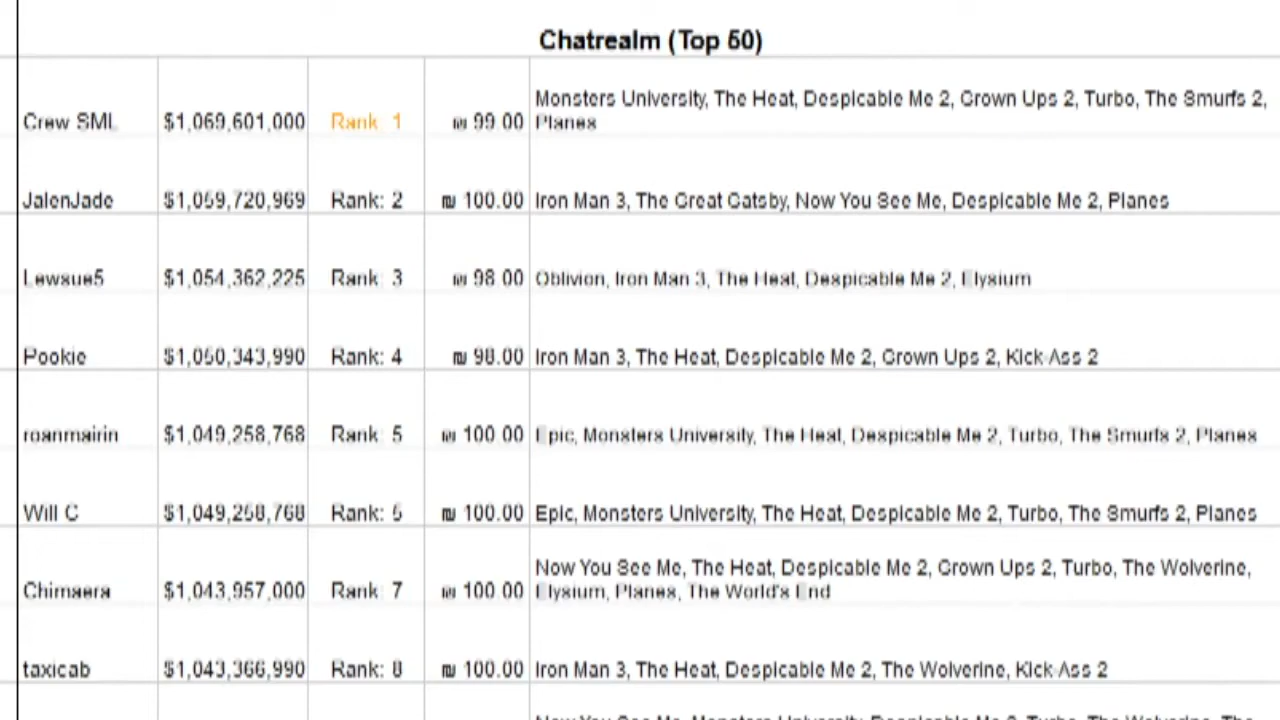 Chatrealm (Top 50)
Monsters University, The Heat, Despicable Me 2, Grown Ups 2, Turbo, The Smurfs 2,
Crew SML $1,069,601,000 Rank: 1 ₪ 99.00 Planes
JalenJade $1,059,720,969 Rank: 2 ₪ 100.00 Iron Man 3, The Great Gatsby, Now You See Me, Despicable Me 2, Planes
Lewsue5 $1,054,362,225 Rank: 3 ₪ 98.00 Oblivion, Iron Man 3, The Heat, Despicable Me 2, Elysium
Pookie $1,050,343,990 Rank: 4 ₪ 98.00 Iron Man 3, The Heat, Despicable Me 2, Grown Ups 2, Kick-Ass 2
roanmairin $1,049,258,768 Rank: 5 ₪ 100.00 Epic, Monsters University, The Heat, Despicable Me 2, Turbo, The Smurfs 2, Planes
Will C $1,049,258,768 Rank: 5 ₪ 100.00 Epic, Monsters University, The Heat, Despicable Me 2, Turbo, The Smurfs 2, Planes
Now You See Me, The Heat, Despicable Me 2, Grown Ups 2, Turbo, The Wolverine,
Chimaera $1,043,957,000 Rank: 7 ₪ 100.00 Elysium, Planes, The World's End
taxicab $1,043,366,990 Rank: 8 ₪ 100.00 Iron Man 3, The Heat, Despicable Me 2, The Wolverine, Kick-Ass 2